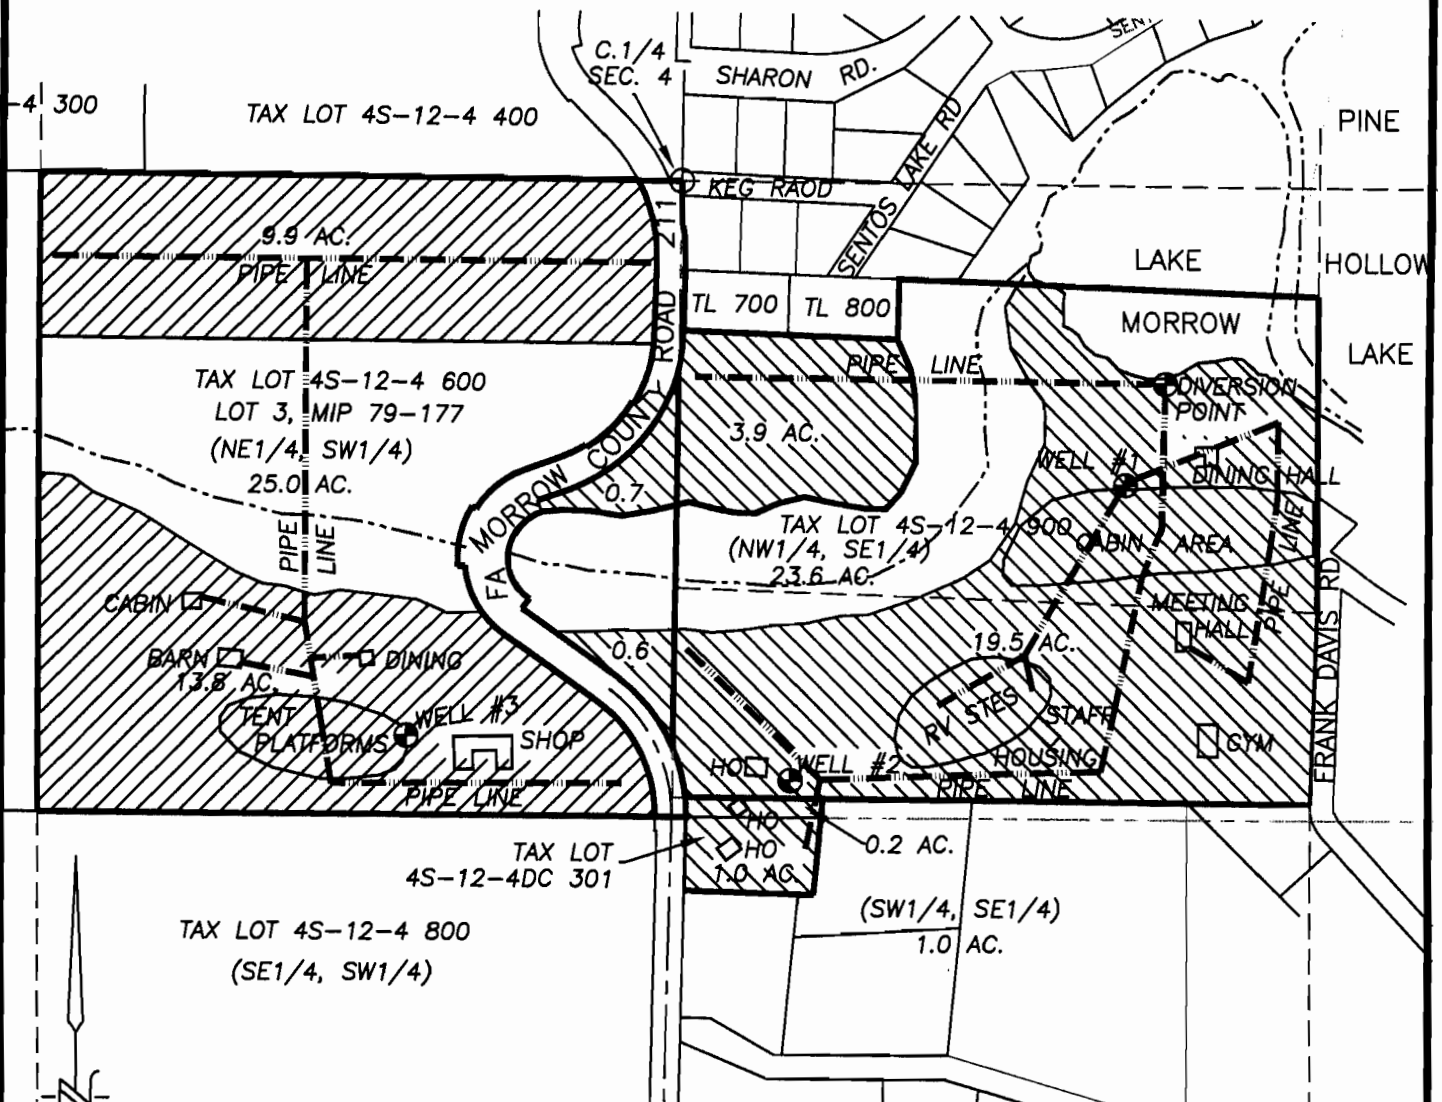 C.1/4
SEC. 4
SHARON RD.
SENT
-4 300
TAX LOT 4S-12-4 400
SENTOS LAKE RD
PINE
KEG RAOD
9.9 AC.
PIPE LINE
LAKE
HOLLOW
TL 700
TL 800
MORROW
LAKE
FA MORROW COUNTY ROAD 211
TAX LOT 4S-12-4 600
LOT 3, MIP 79-177
(NE1/4, SW1/4)
25.0 AC.
PIPE LINE
DIVERSION
POINT
3.9 AC.
WELL #1
DINING HALL
0.7
TAX LOT 4S-12-4 900
(NW1/4, SE1/4)
23.6 AC.
PIPE
LINE
CABIN AREA
PIPE LINE
CABIN
MEETING
HALL
FRANK DAVIS RD
BARN
13.8 AC.
DINING
0.6
19.5 AC.
TENT
PLATFORMS
WELL #3
SHOP
RV STES
STAFF
HOUSING
GYM
HO
WELL #2
PIPE LINE
PIPE LINE
HO
HO
1.0 AC.
0.2 AC.
TAX LOT
4S-12-4DC 301
(SW1/4, SE1/4)
1.0 AC.
TAX LOT 4S-12-4 800
(SE1/4, SW1/4)
N